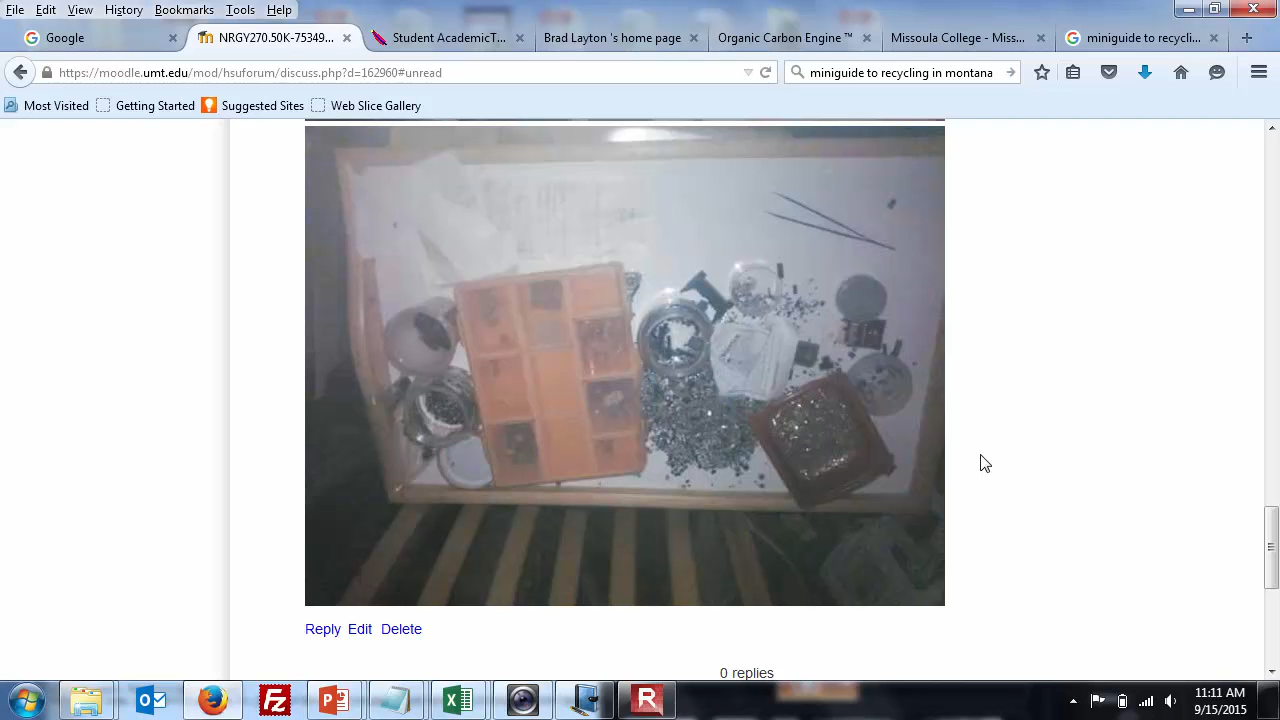 File Edit View History Bookmarks Tools Help
Google
NRGY270.50K-75349...
Student AcademicT...
Brad Layton 's home page
Organic Carbon Engine ™
Missoula College - Miss...
miniguide to recycli...
https://moodle.umt.edu/mod/hsuforum/discuss.php?d=162960#unread
miniguide to recycling in montana
Most Visited Getting Started Suggested Sites Web Slice Gallery
Reply Edit Delete
0 replies
11:11 AM
9/15/2015